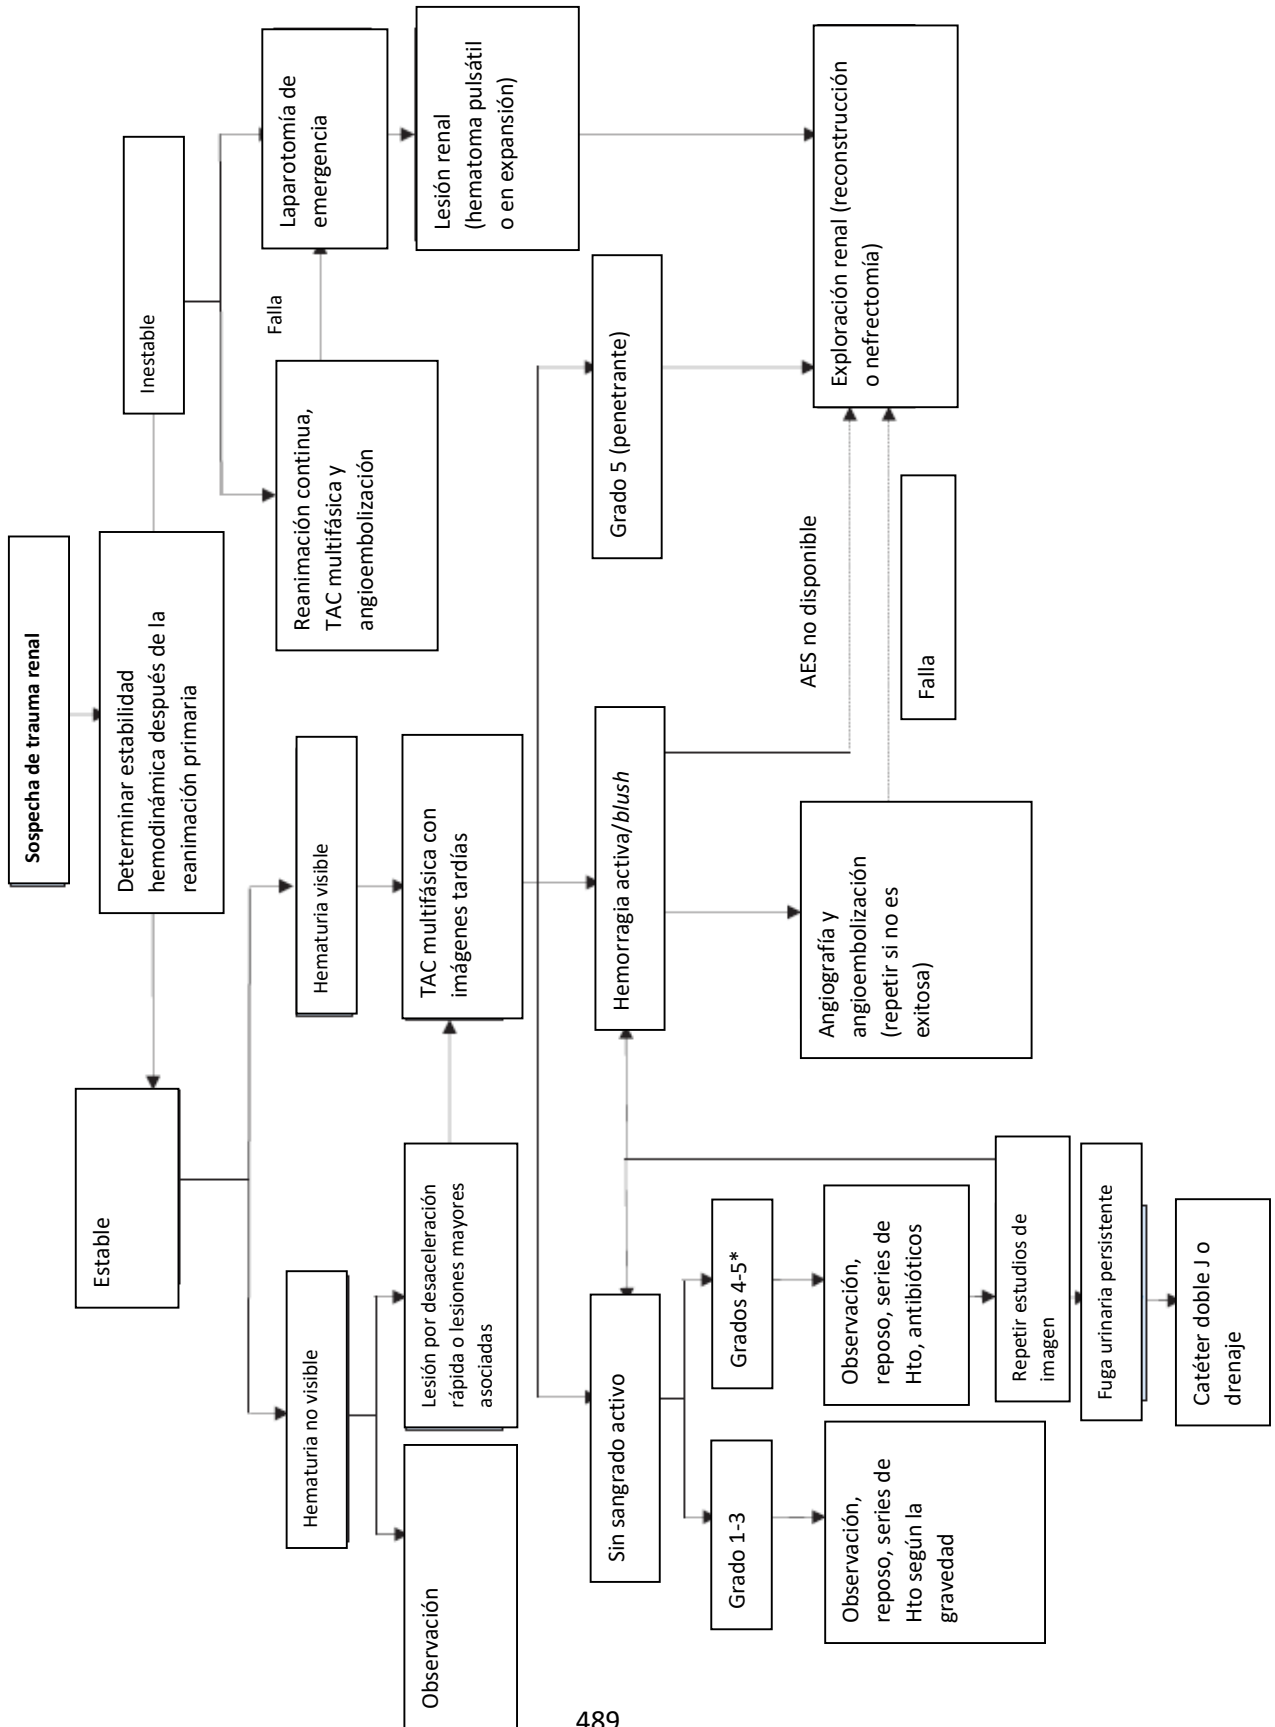 Sospecha de trauma renal
Determinar estabilidad
hemodinámica después de la
reanimación primaria
Estable
Inestable
Hematuria no visible
Hematuria visible
Reanimación continua,
TAC multifásica y
angioembolización
Falla
Laparotomía de
emergencia
Observación
Lesión por desaceleración
rápida o lesiones mayores
asociadas
TAC multifásica con
imágenes tardías
Lesión renal
(hematoma pulsátil
o en expansión)
Sin sangrado activo
Hemorragia activa/blush
Grado 5 (penetrante)
Grado 1-3
Grados 4-5*
Observación,
reposo, series de
Hto según la
gravedad
Observación,
reposo, series de
Hto, antibióticos
Angiografía y
angioembolización
(repetir si no es
exitosa)
AES no disponible
Falla
Exploración renal (reconstrucción
o nefrectomía)
Repetir estudios de
imagen
Fuga urinaria persistente
Catéter doble J o
drenaje
489